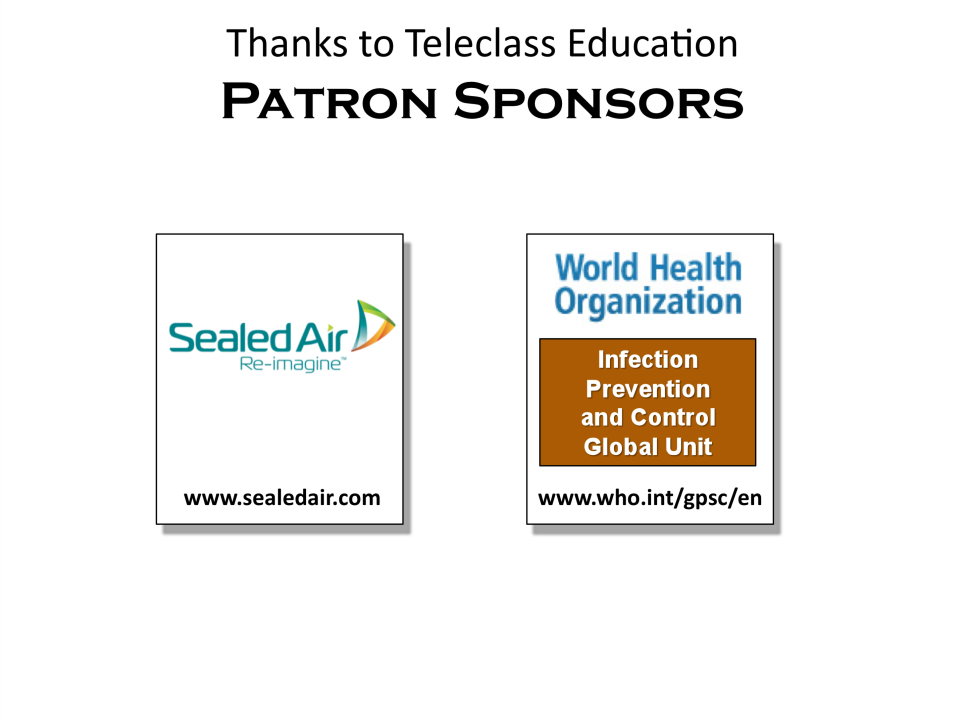 Thanks to Teleclass Education
PATRON SPONSORS
Sealed Air
Re-imagine™
www.sealedair.com
World Health
Organization
Infection
Prevention
and Control
Global Unit
www.who.int/gpsc/en